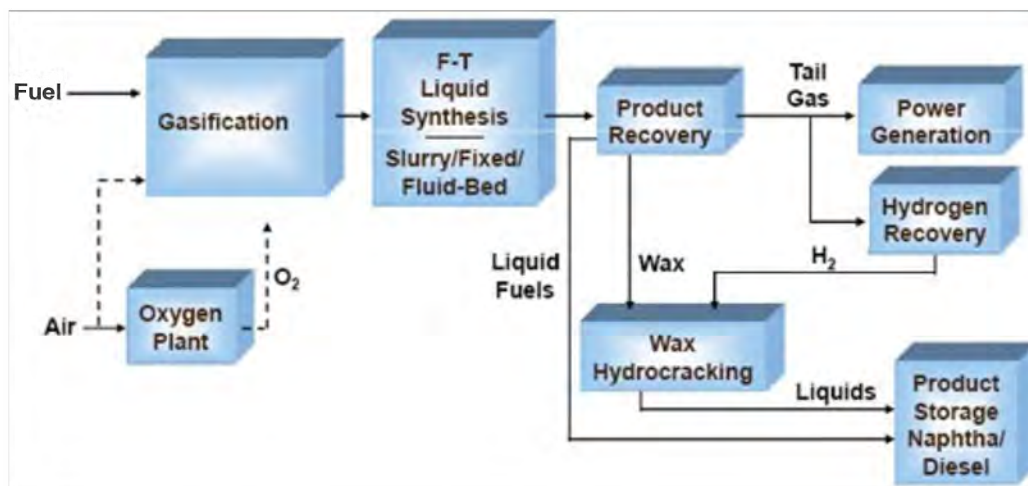 Fuel
Gasification
F-T
Liquid
Synthesis
Slurry/Fixed/
Fluid-Bed
Product
Recovery
Tail
Gas
Power
Generation
Hydrogen
Recovery
H2
Wax
Liquid
Fuels
Air
Oxygen
Plant
O2
Wax
Hydrocracking
Liquids
Product
Storage
Naphtha/
Diesel